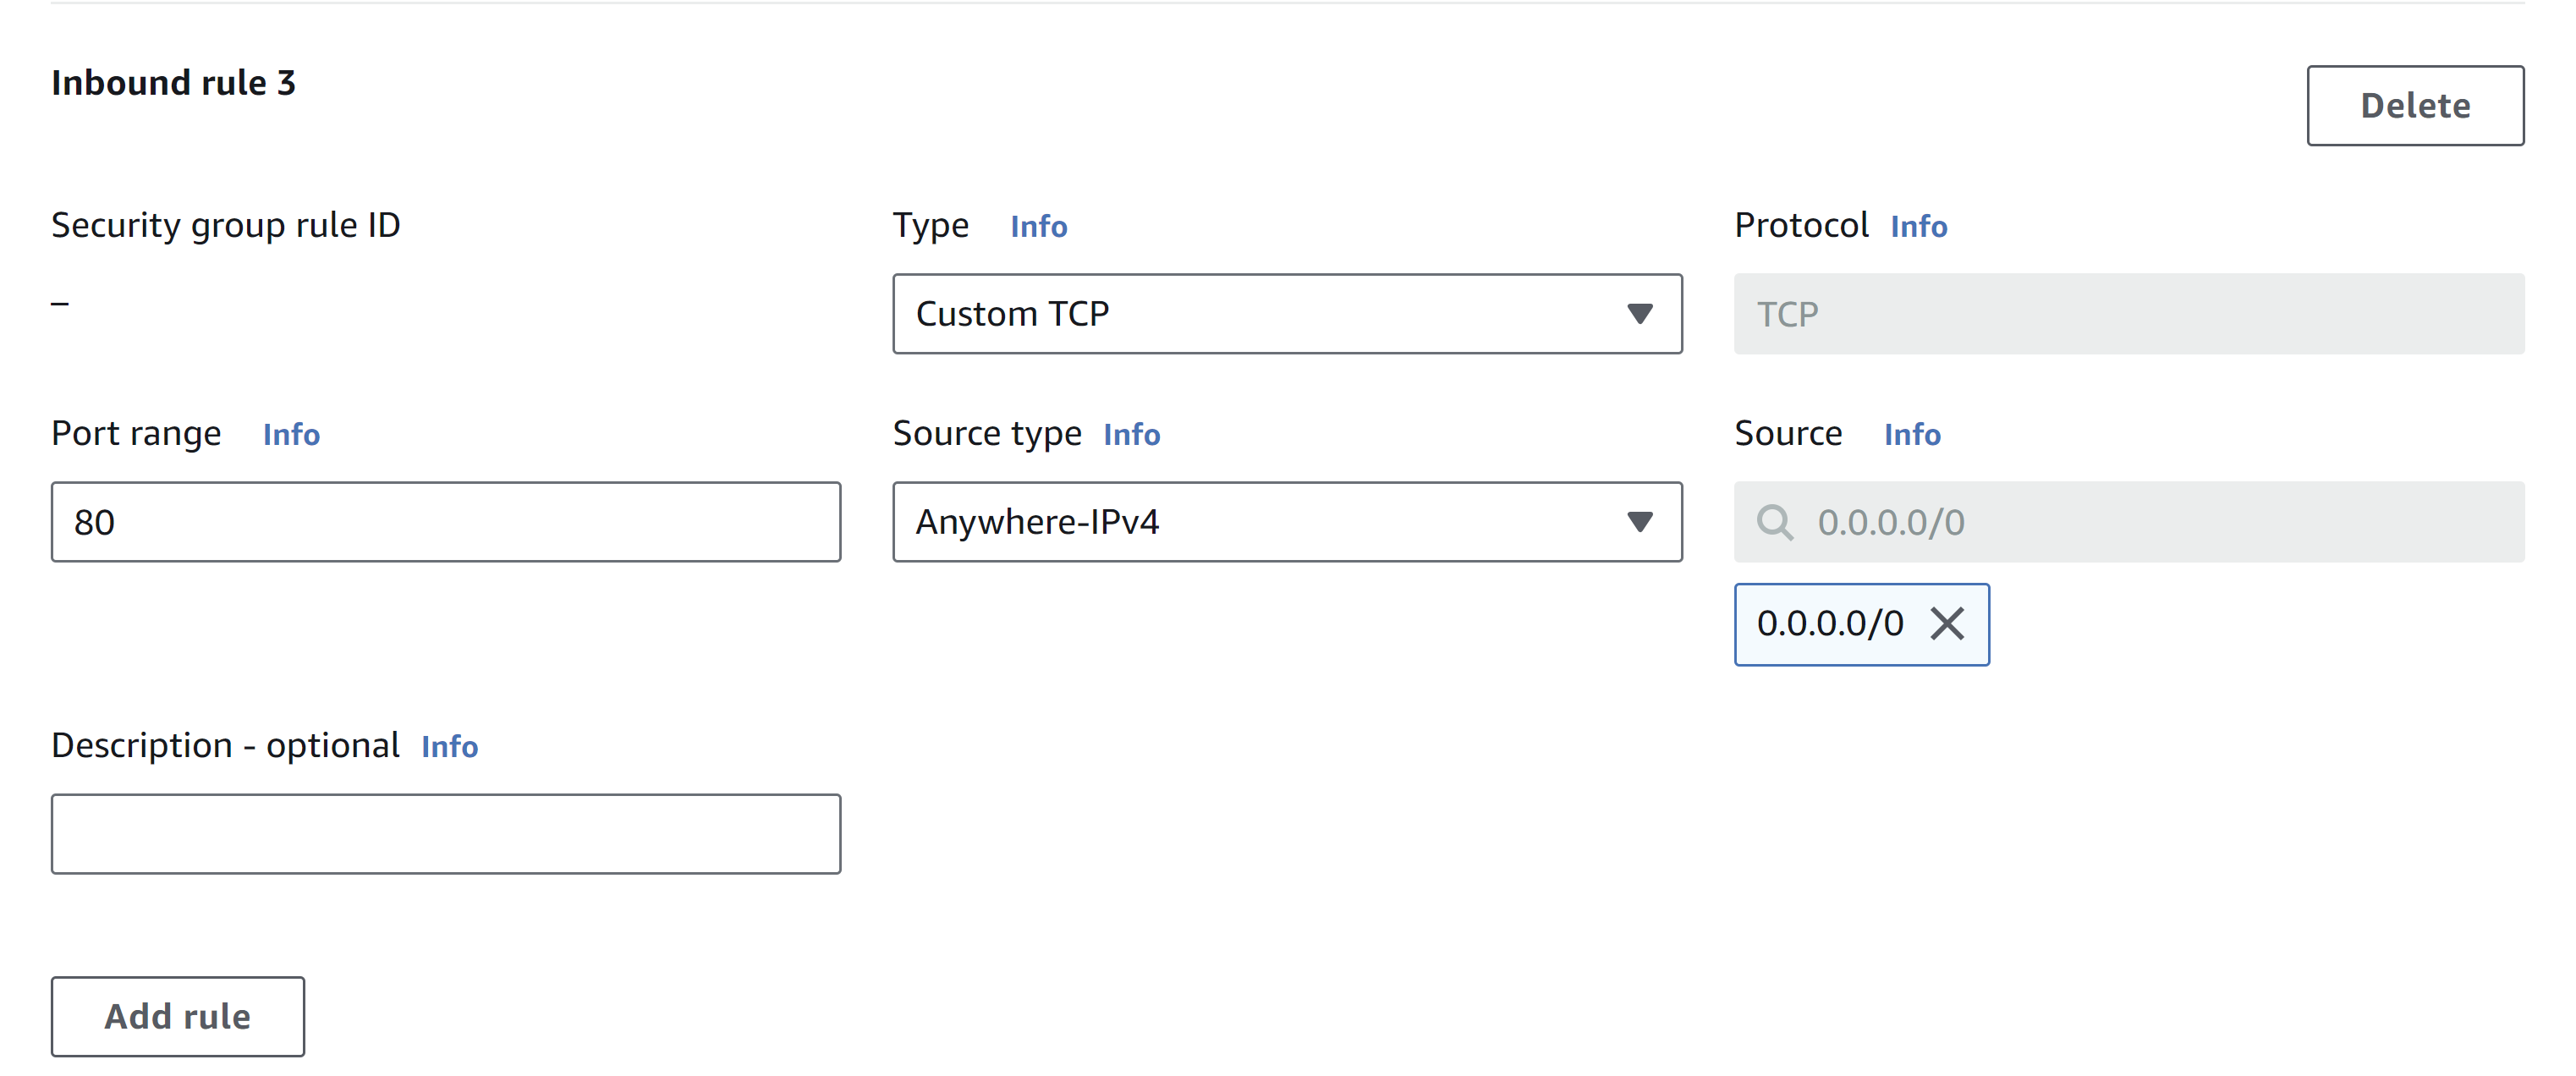 Inbound rule 3
Delete
Security group rule ID
–
Type Info
Custom TCP
Protocol Info
TCP
Port range Info
80
Source type Info
Anywhere-IPv4
Source Info
0.0.0.0/0
0.0.0.0/0
Description - optional Info
Add rule